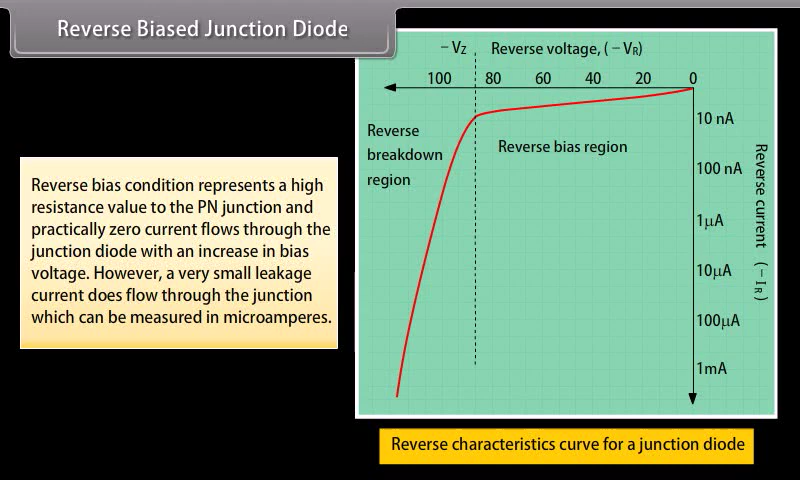 Reverse Biased Junction Diode
– VZ Reverse voltage, ( – VR)
100 80 60 40 20 0
10 nA
Reverse
breakdown
region
Reverse bias region
100 nA
1µA
10µA
100µA
1mA
Reverse current ( – IR )
Reverse bias condition represents a high
resistance value to the PN junction and
practically zero current flows through the
junction diode with an increase in bias
voltage. However, a very small leakage
current does flow through the junction
which can be measured in microamperes.
Reverse characteristics curve for a junction diode